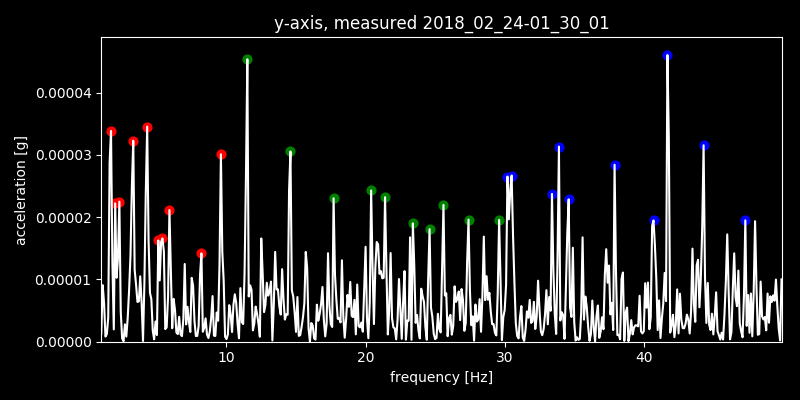 y-axis, measured 2018_02_24-01_30_01
acceleration [g]
0.00004
0.00003
0.00002
0.00001
0.00000
10 20 30 40
frequency [Hz]